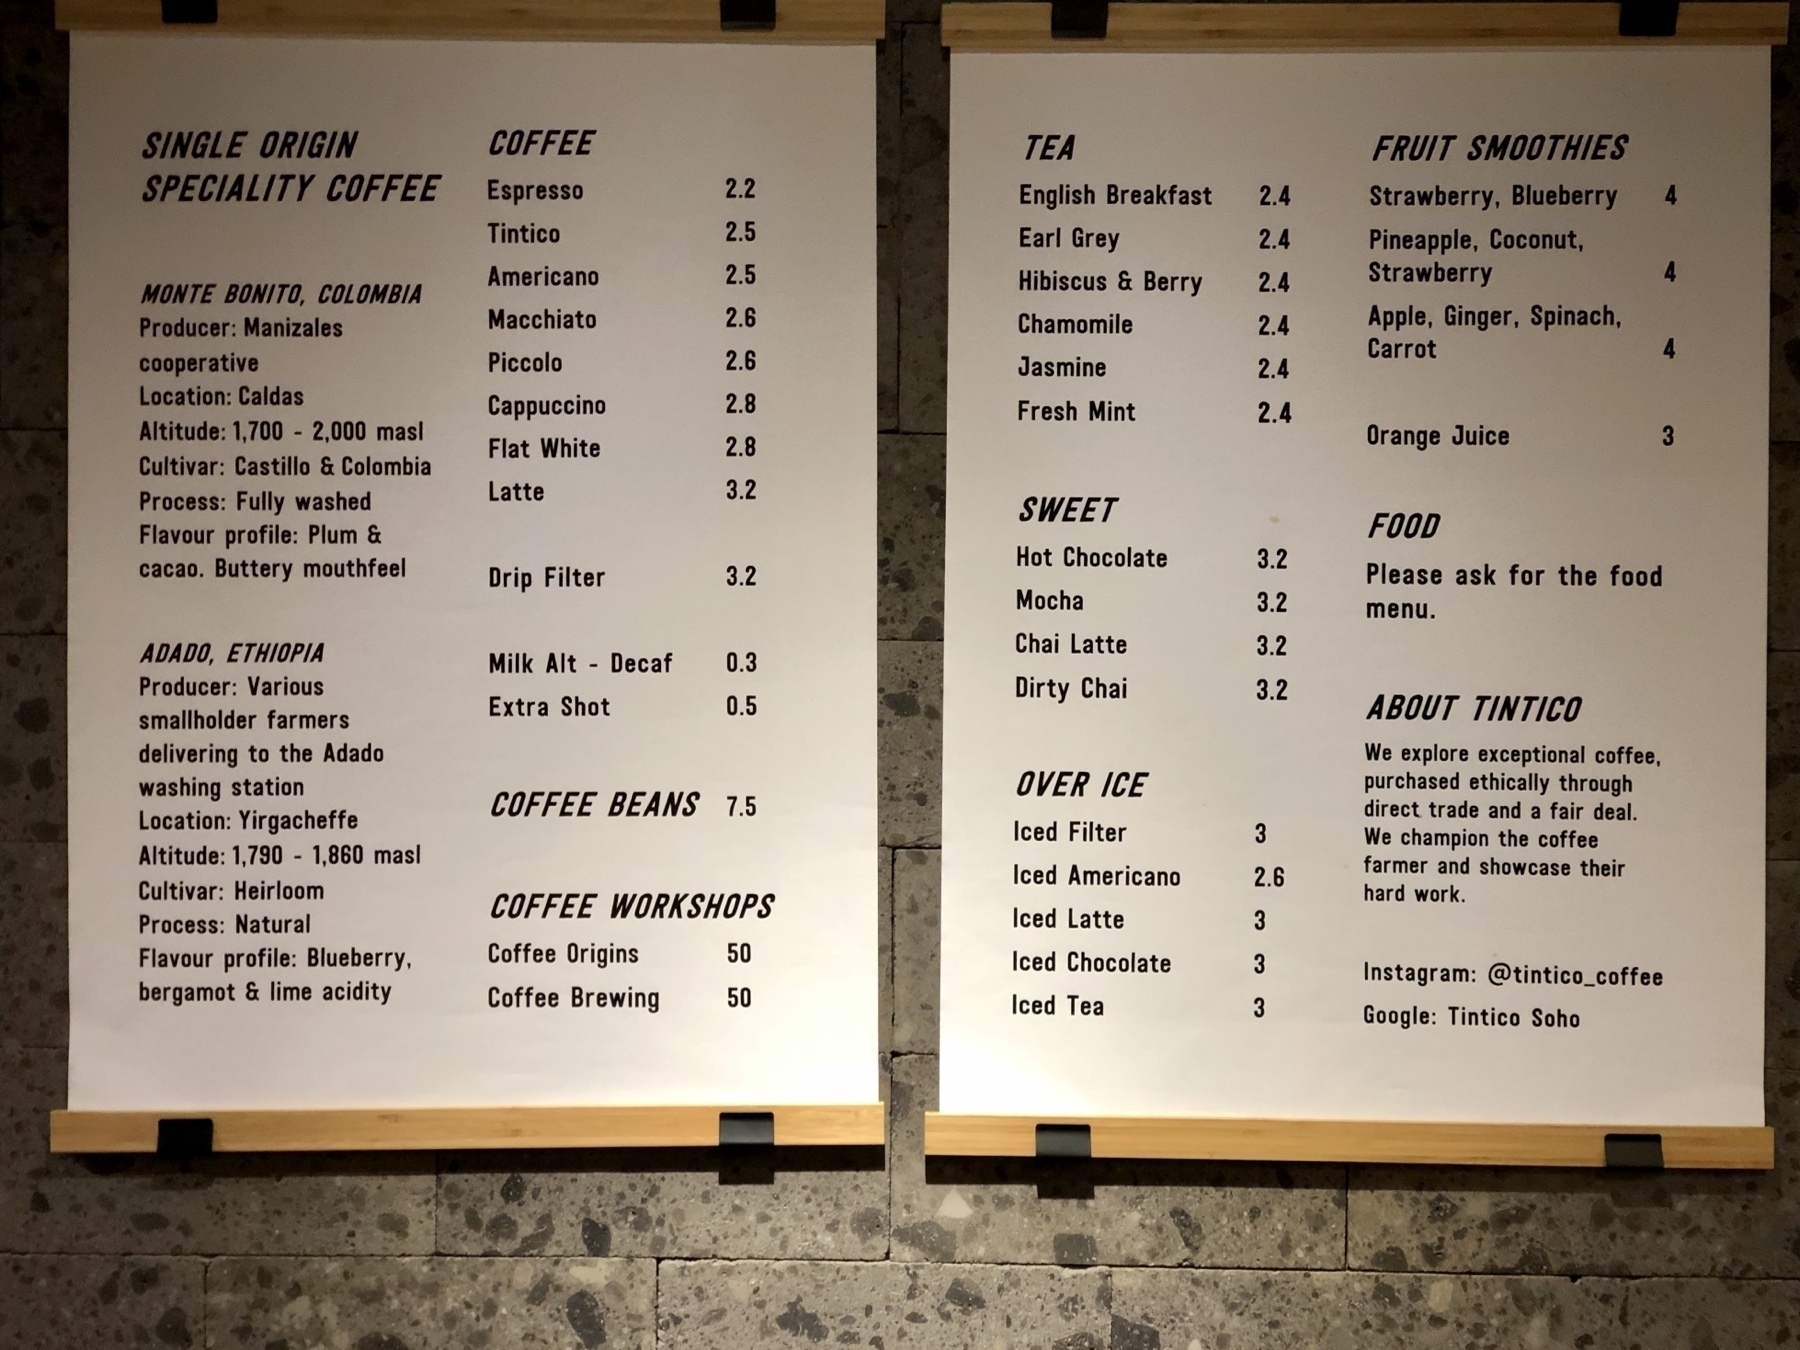 SINGLE ORIGIN
SPECIALITY COFFEE
MONTE BONITO, COLOMBIA
Producer: Manizales
cooperative
Location: Caldas
Altitude: 1,700 - 2,000 masl
Cultivar: Castillo & Colombia
Process: Fully washed
Flavour profile: Plum &
cacao. Buttery mouthfeel
ADADO, ETHIOPIA
Producer: Various
smallholder farmers
delivering to the Adado
washing station
Location: Yirgacheffe
Altitude: 1,790 - 1,860 masl
Cultivar: Heirloom
Process: Natural
Flavour profile: Blueberry,
bergamot & lime acidity
COFFEE
Espresso 2.2
Tintico 2.5
Americano 2.5
Macchiato 2.6
Piccolo 2.6
Cappuccino 2.8
Flat White 2.8
Latte 3.2
Drip Filter 3.2
Milk Alt - Decaf 0.3
Extra Shot 0.5
COFFEE BEANS 7.5
COFFEE WORKSHOPS
Coffee Origins 50
Coffee Brewing 50
TEA
English Breakfast 2.4
Earl Grey 2.4
Hibiscus & Berry 2.4
Chamomile 2.4
Jasmine 2.4
Fresh Mint 2.4
SWEET
Hot Chocolate 3.2
Mocha 3.2
Chai Latte 3.2
Dirty Chai 3.2
OVER ICE
Iced Filter 3
Iced Americano 2.6
Iced Latte 3
Iced Chocolate 3
Iced Tea 3
FRUIT SMOOTHIES
Strawberry, Blueberry 4
Pineapple, Coconut,
Strawberry 4
Apple, Ginger, Spinach,
Carrot 4
Orange Juice 3
FOOD
Please ask for the food
menu.
ABOUT TINTICO
We explore exceptional coffee,
purchased ethically through
direct trade and a fair deal.
We champion the coffee
farmer and showcase their
hard work.
Instagram: @tintico_coffee
Google: Tintico Soho